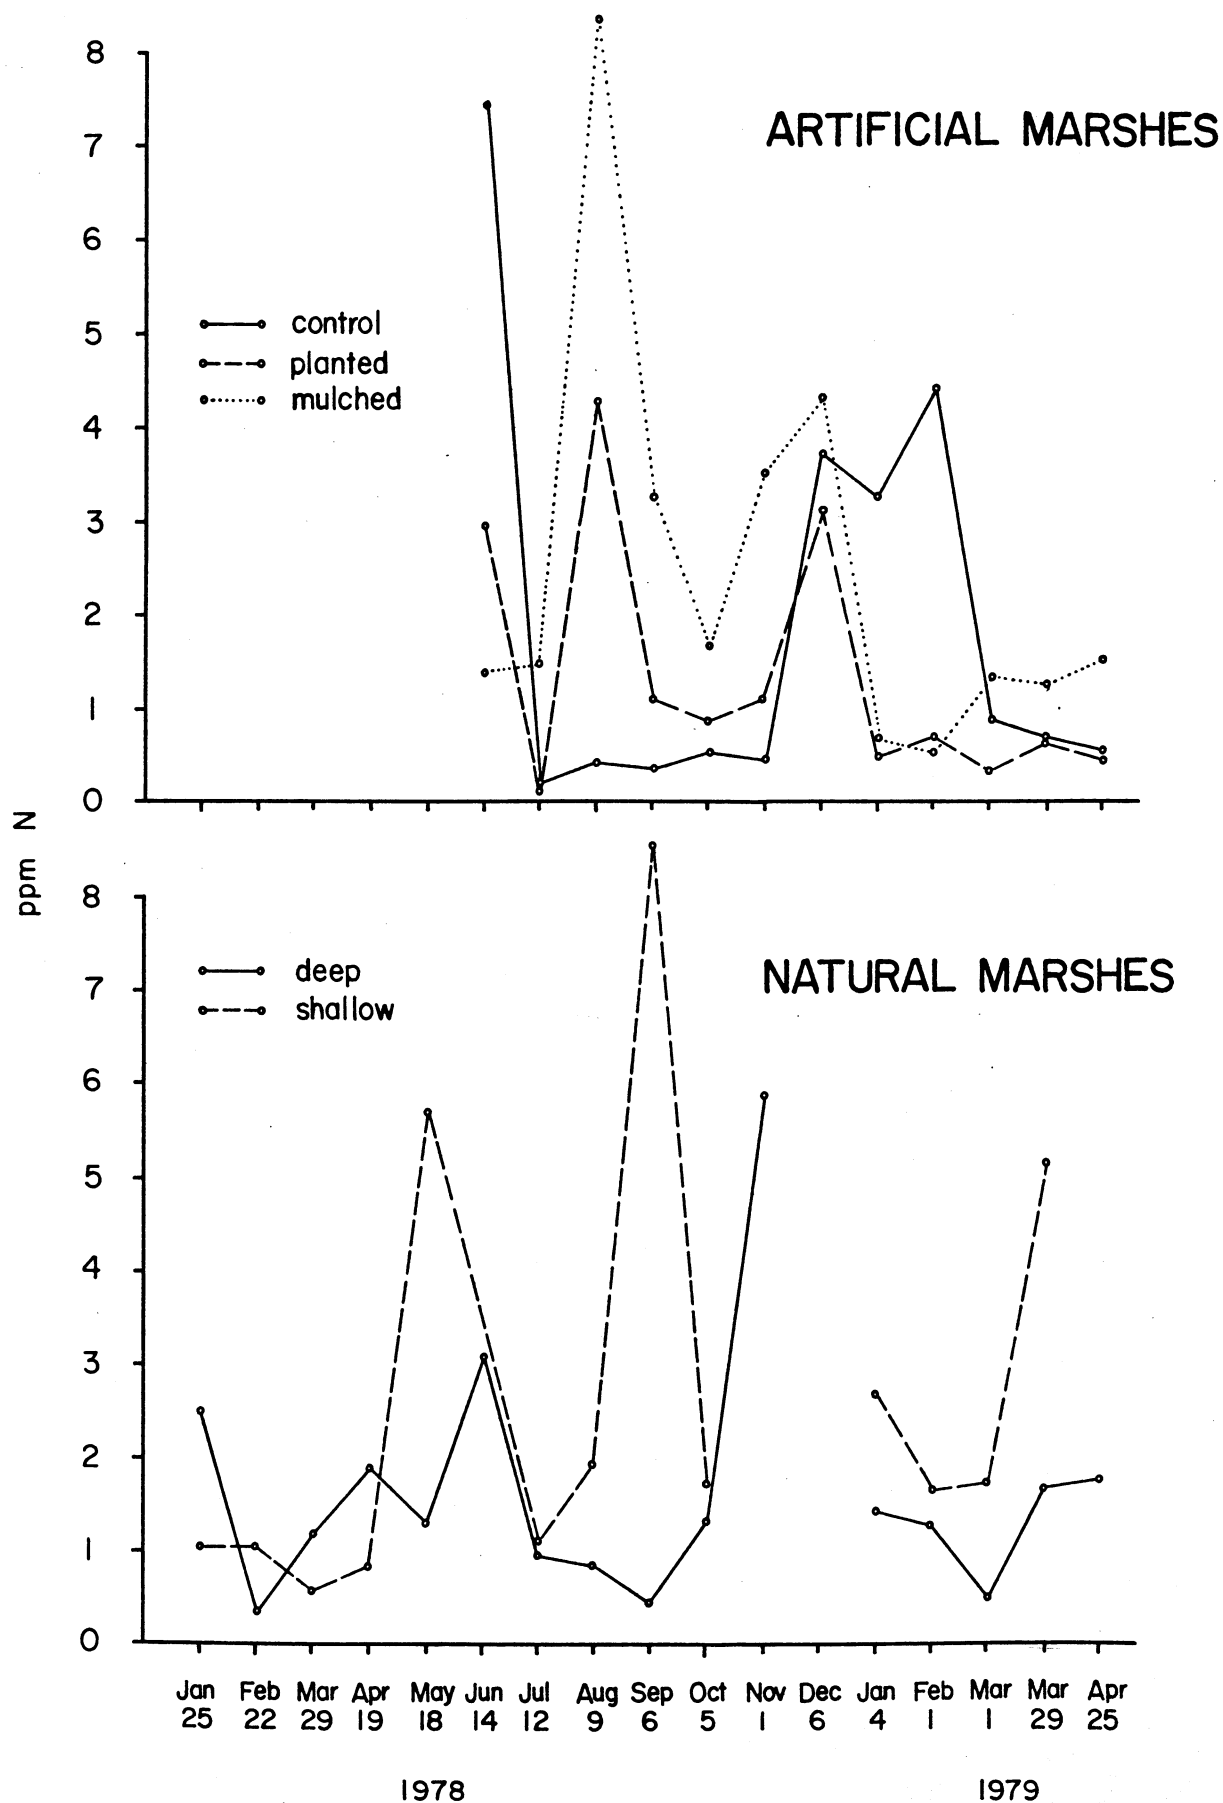 8
ARTIFICIAL MARSHES
7
6
5
control
planted
mulched
4
3
2
1
0
ppm N
8
deep
NATURAL MARSHES
7
shallow
6
5
4
3
2
1
0
Jan Feb Mar Apr May Jun Jul Aug Sep Oct Nov Dec Jan Feb Mar Mar Apr
25 22 29 19 18 14 12 9 6 5 1 6 4 1 1 29 25
1978 1979